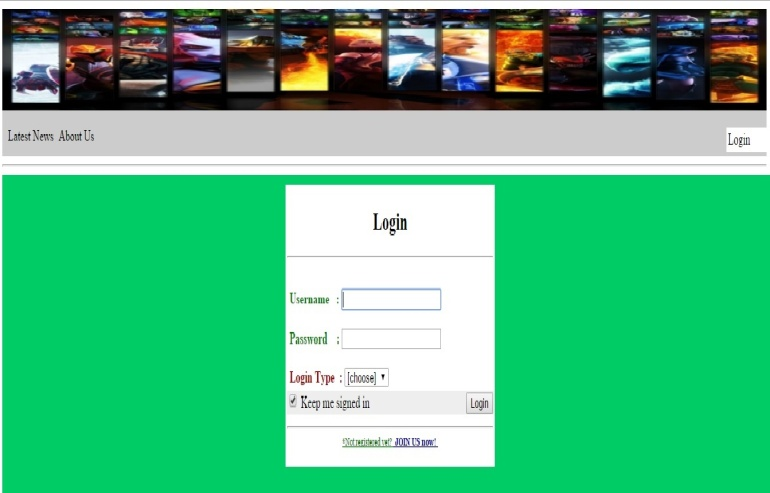 Latest News About Us
Login
Login
Username :
Password :
Login Type : [choose]
Keep me signed in Login
*Not registered yet? JOIN US now!